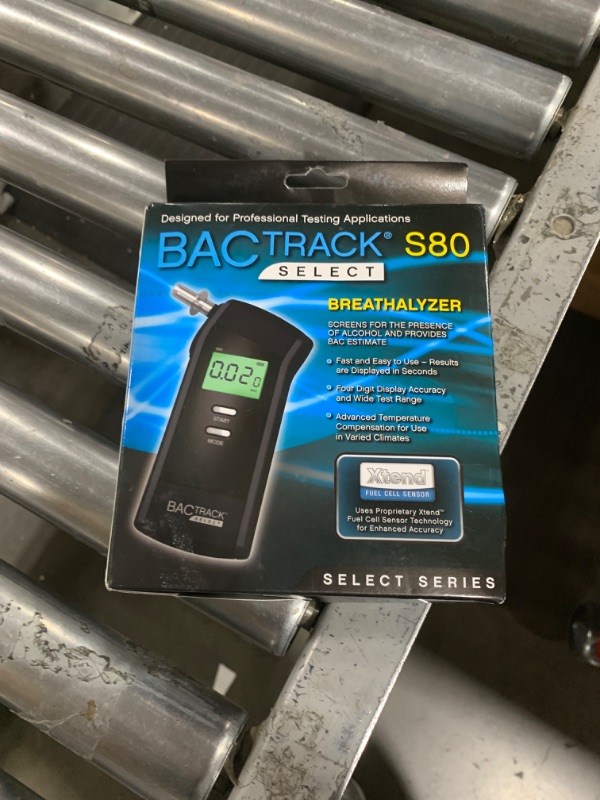 Designed for Professional Testing Applications
BACTRACK® S80
SELECT
BREATHALYZER
SCREENS FOR THE PRESENCE
OF ALCOHOL AND PROVIDES
BAC ESTIMATE
Fast and Easy to Use – Results
are Displayed in Seconds
Four Digit Display Accuracy
and Wide Test Range
Advanced Temperature
Compensation for Use
in Varied Climates
0.020
START
MODE
BACTRACK
SELECT
Xtend
FUEL CELL SENSOR
Uses Proprietary Xtend™
Fuel Cell Sensor Technology
for Enhanced Accuracy
SELECT SERIES